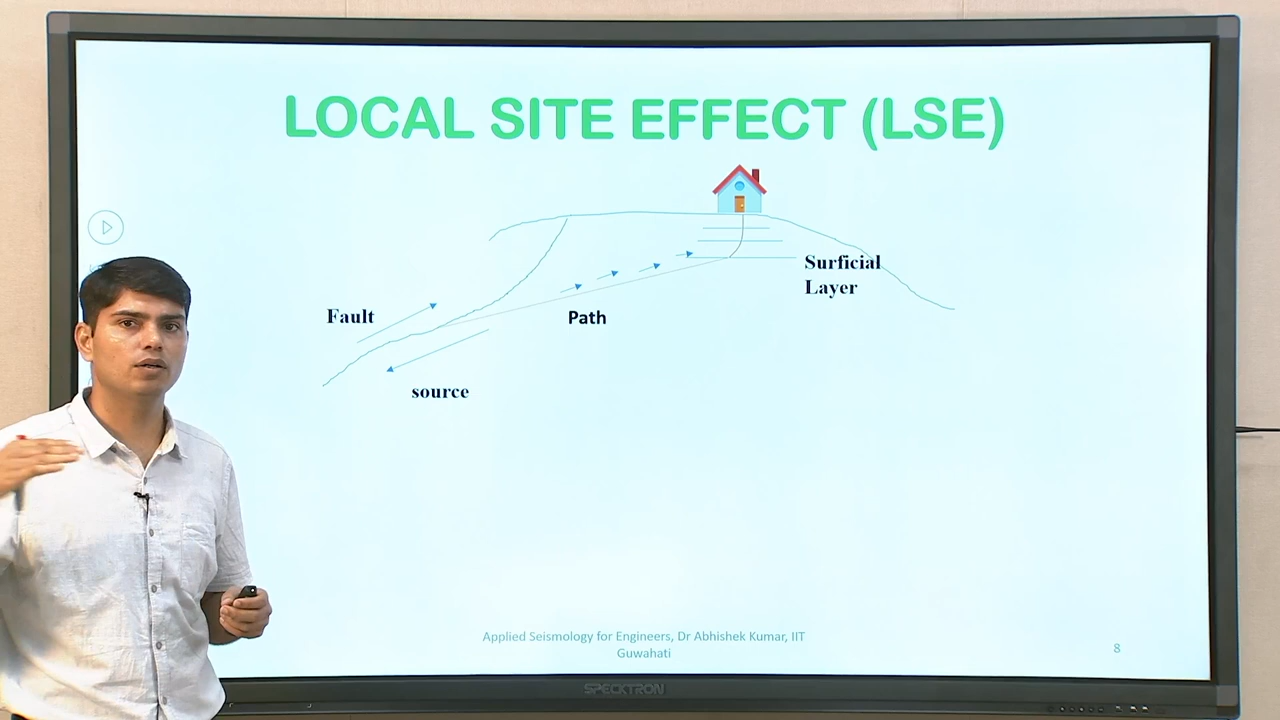 LOCAL SITE EFFECT (LSE)
Surficial
Layer
Fault
Path
source
Applied Seismology for Engineers, Dr Abhishek Kumar, IIT
Guwahati
8
SPECKTRON